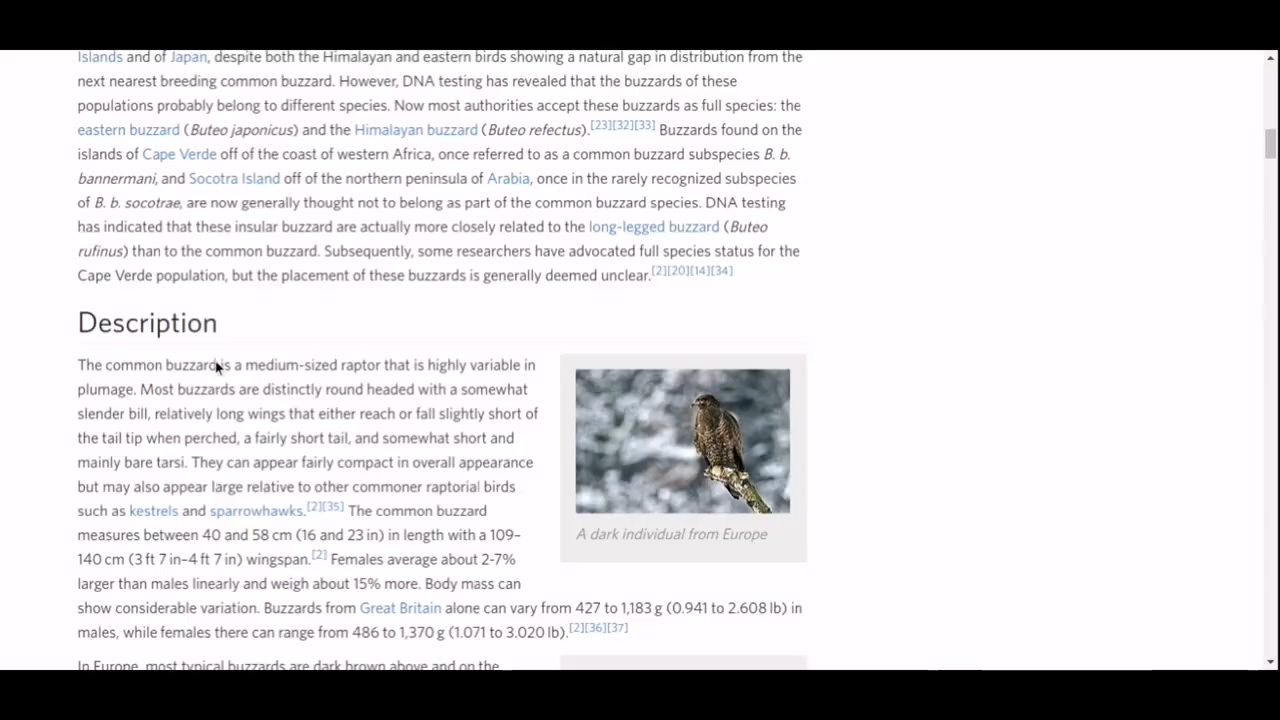 Islands and of Japan, despite both the Himalayan and eastern birds showing a natural gap in distribution from the
next nearest breeding common buzzard. However, DNA testing has revealed that the buzzards of these
populations probably belong to different species. Now most authorities accept these buzzards as full species: the
eastern buzzard (Buteo japonicus) and the Himalayan buzzard (Buteo refectus).[23][32][33] Buzzards found on the
islands of Cape Verde off of the coast of western Africa, once referred to as a common buzzard subspecies B. b.
bannermani, and Socotra Island off of the northern peninsula of Arabia, once in the rarely recognized subspecies
of B. b. socotrae, are now generally thought not to belong as part of the common buzzard species. DNA testing
has indicated that these insular buzzard are actually more closely related to the long-legged buzzard (Buteo
rufinus) than to the common buzzard. Subsequently, some researchers have advocated full species status for the
Cape Verde population, but the placement of these buzzards is generally deemed unclear.[2][20][14][34]
Description
The common buzzard is a medium-sized raptor that is highly variable in
plumage. Most buzzards are distinctly round headed with a somewhat
slender bill, relatively long wings that either reach or fall slightly short of
the tail tip when perched, a fairly short tail, and somewhat short and
mainly bare tarsi. They can appear fairly compact in overall appearance
but may also appear large relative to other commoner raptorial birds
such as kestrels and sparrowhawks.[2][35] The common buzzard
measures between 40 and 58 cm (16 and 23 in) in length with a 109–
140 cm (3 ft 7 in–4 ft 7 in) wingspan.[2] Females average about 2-7%
larger than males linearly and weigh about 15% more. Body mass can
show considerable variation. Buzzards from Great Britain alone can vary from 427 to 1,183 g (0.941 to 2.608 lb) in
males, while females there can range from 486 to 1,370 g (1.071 to 3.020 lb).[2][36][37]
A dark individual from Europe
In Europe, most typical buzzards are dark brown above and on the